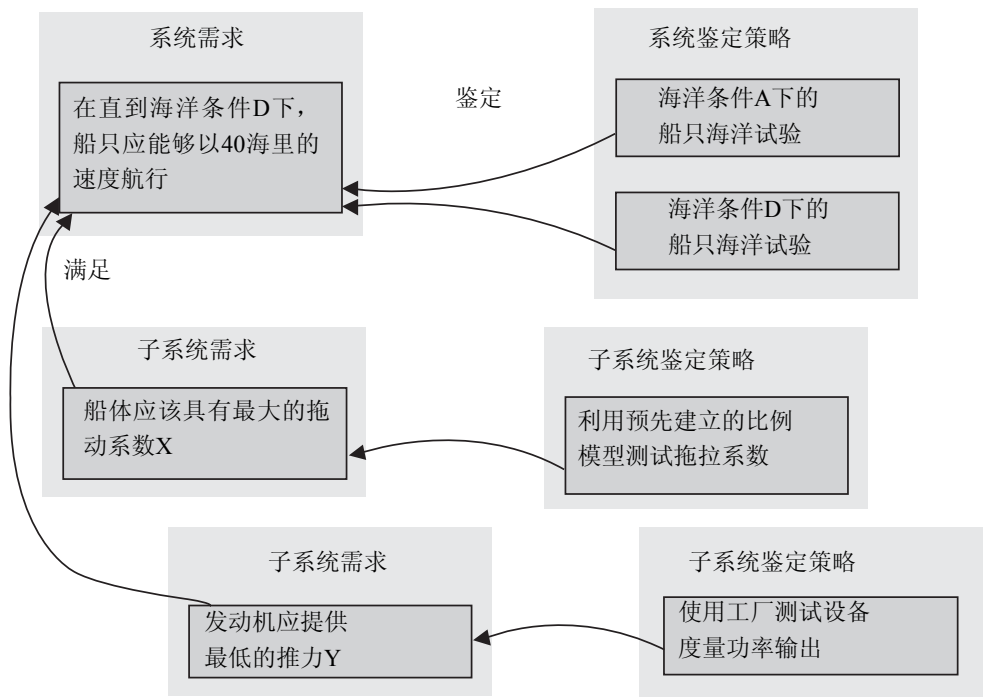 系统需求
在直到海洋条件D下，
船只应能够以40海里的
速度航行
鉴定
系统鉴定策略
海洋条件A下的
船只海洋试验
海洋条件D下的
船只海洋试验
满足
子系统需求
船体应该具有最大的拖
动系数X
子系统鉴定策略
利用预先建立的比例
模型测试拖拉系数
子系统需求
发动机应提供
最低的推力Y
子系统鉴定策略
使用工厂测试设备
度量功率输出